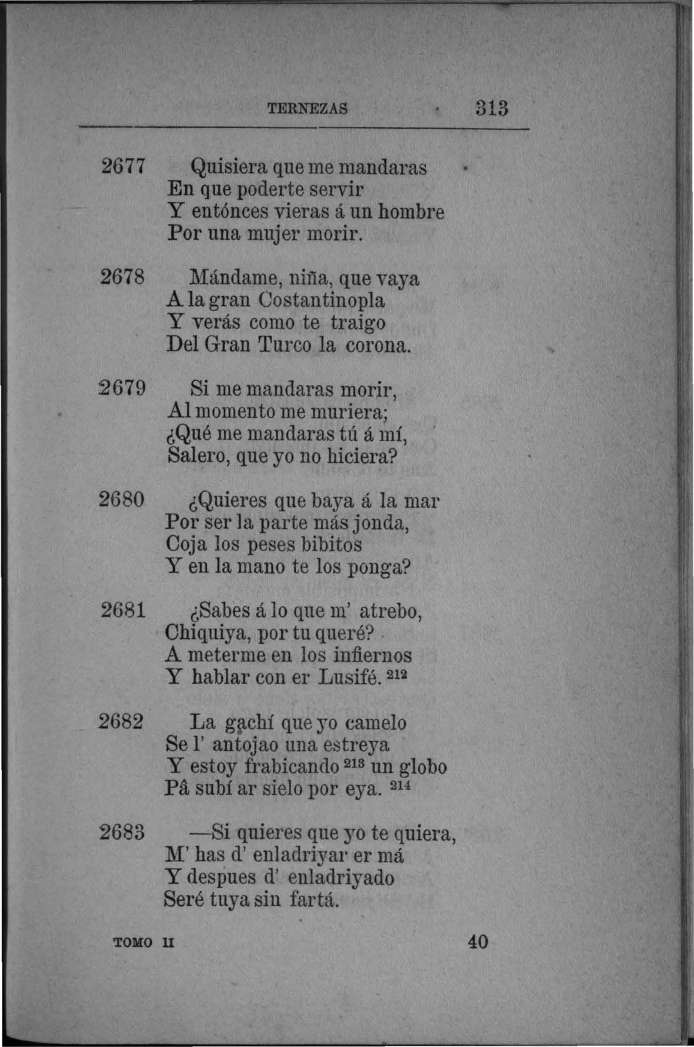 TERNEZAS 313
2677 Quisiera que me mandaras
En que poderte servir
Y entónces vieras á un hombre
Por una mujer morir.
2678 Mándame, niña, que vaya
A la gran Costantinopla
Y verás como te traigo
Del Gran Turco la corona.
2679 Si me mandaras morir,
Al momento me muriera;
¿Qué me mandaras tú á mí,
Salero, que yo no hiciera?
2680 ¿Quieres que baya á la mar
Por ser la parte más jonda,
Coja los peses bibitos
Y en la mano te los ponga?
2681 ¿Sabes á lo que m' atrebo,
Chiquiya, por tu queré?
A meterme en los infiernos
Y hablar con er Lusifé. 212
2682 La gachí que yo camelo
Se l' antojao una estreya
Y estoy frabicando 213 un globo
Pâ subí ar sielo por eya. 214
2683 —Si quieres que yo te quiera,
M' has d' enladriyar er má
Y despues d' enladriyado
Seré tuya sin fartá.
TOMO II 40